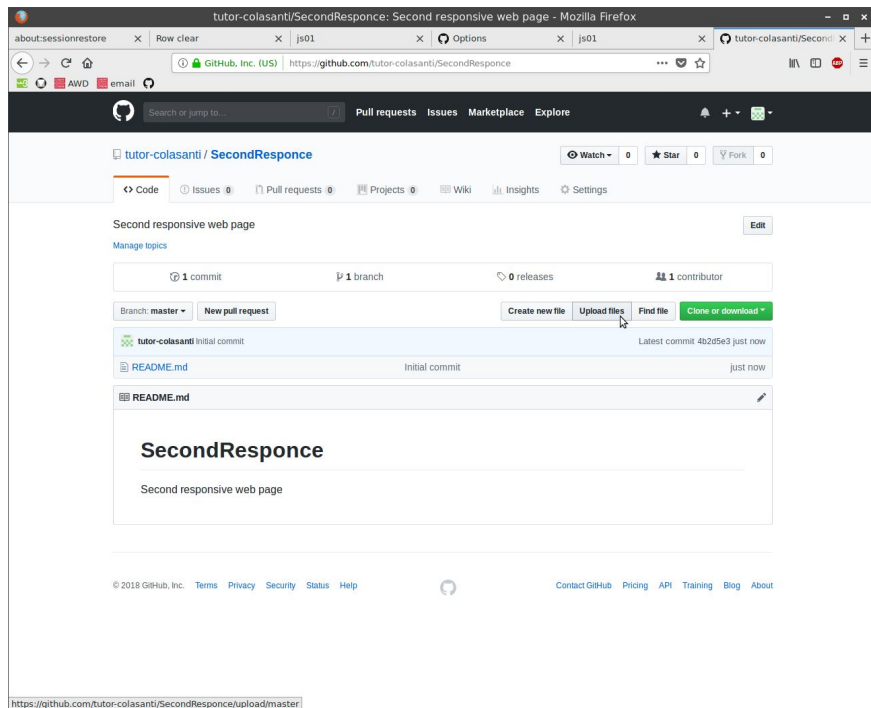 tutor-colasanti/SecondResponce: Second responsive web page - Mozilla Firefox
about:sessionrestore Row clear js01 Options js01 tutor-colasanti/Second
GitHub, Inc. (US) https://github.com/tutor-colasanti/SecondResponce
AWD email
Search or jump to... / Pull requests Issues Marketplace Explore
tutor-colasanti / SecondResponce Watch 0 Star 0 Fork 0
Code Issues 0 Pull requests 0 Projects 0 Wiki Insights Settings
Second responsive web page Edit
Manage topics
1 commit 1 branch 0 releases 1 contributor
Branch: master New pull request Create new file Upload files Find file Clone or download
tutor-colasanti Initial commit Latest commit 4b2d5e3 just now
README.md Initial commit just now
README.md
SecondResponce
Second responsive web page
© 2018 GitHub, Inc. Terms Privacy Security Status Help Contact GitHub Pricing API Training Blog About
https://github.com/tutor-colasanti/SecondResponce/upload/master